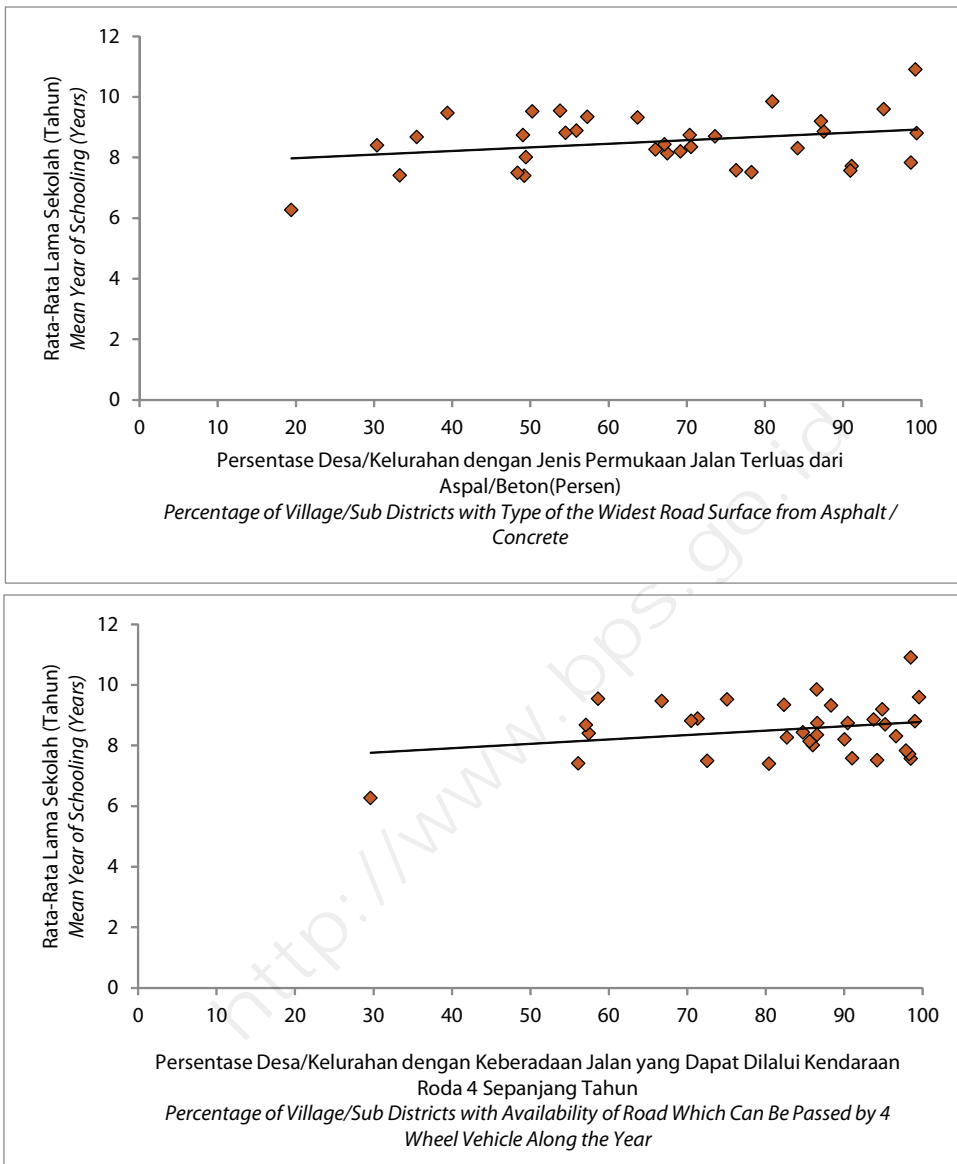 12
10
8
6
4
2
0
Rata-Rata Lama Sekolah (Tahun)
Mean Year of Schooling (Years)
0 10 20 30 40 50 60 70 80 90 100
Persentase Desa/Kelurahan dengan Jenis Permukaan Jalan Terluas dari
Aspal/Beton(Persen)
Percentage of Village/Sub Districts with Type of the Widest Road Surface from Asphalt /
Concrete
12
10
8
6
4
2
0
Rata-Rata Lama Sekolah (Tahun)
Mean Year of Schooling (Years)
0 10 20 30 40 50 60 70 80 90 100
Persentase Desa/Kelurahan dengan Keberadaan Jalan yang Dapat Dilalui Kendaraan
Roda 4 Sepanjang Tahun
Percentage of Village/Sub Districts with Availability of Road Which Can Be Passed by 4
Wheel Vehicle Along the Year
http://www.bps.go.id